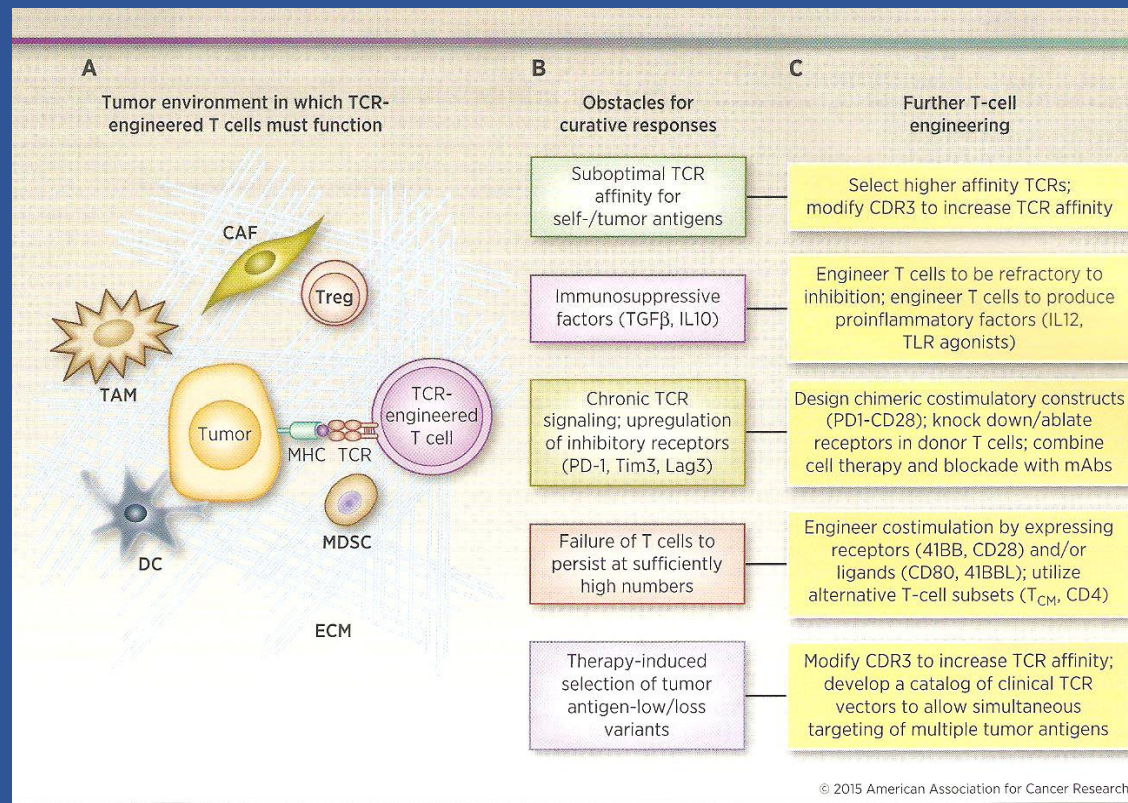 A
Tumor environment in which TCR-
engineered T cells must function
CAF
Treg
TAM
Tumor
MHC
TCR
TCR-
engineered
T cell
DC
MDSC
ECM
B
Obstacles for
curative responses
C
Further T-cell
engineering
Suboptimal TCR
affinity for
self-/tumor antigens
Select higher affinity TCRs;
modify CDR3 to increase TCR affinity
Immunosuppressive
factors (TGFβ, IL10)
Engineer T cells to be refractory to
inhibition; engineer T cells to produce
proinflammatory factors (IL12,
TLR agonists)
Chronic TCR
signaling; upregulation
of inhibitory receptors
(PD-1, Tim3, Lag3)
Design chimeric costimulatory constructs
(PD1-CD28); knock down/ablate
receptors in donor T cells; combine
cell therapy and blockade with mAbs
Failure of T cells to
persist at sufficiently
high numbers
Engineer costimulation by expressing
receptors (41BB, CD28) and/or
ligands (CD80, 41BBL); utilize
alternative T-cell subsets (TCM, CD4)
Therapy-induced
selection of tumor
antigen-low/loss
variants
Modify CDR3 to increase TCR affinity;
develop a catalog of clinical TCR
vectors to allow simultaneous
targeting of multiple tumor antigens
© 2015 American Association for Cancer Research